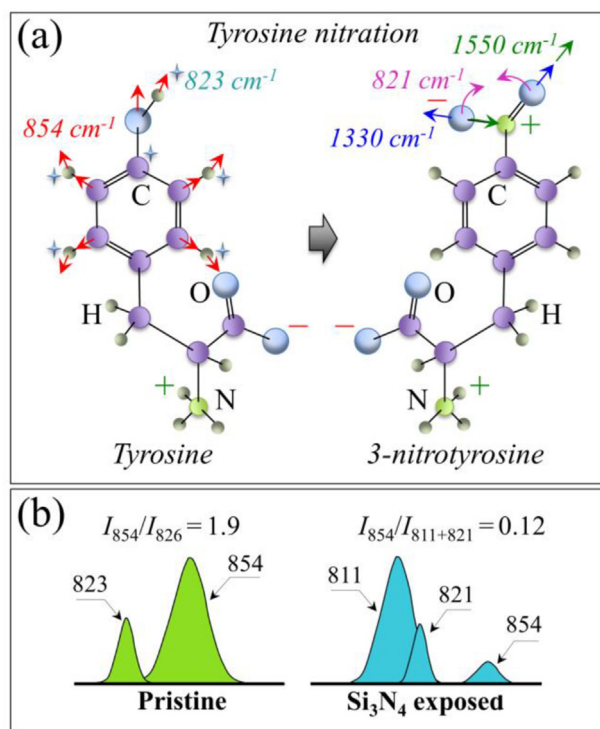 (a) Tyrosine nitration
1550 cm-1
823 cm-1
821 cm-1
854 cm-1
−
+
1330 cm-1
C
C
O
O
H
H
−
−
+
N
N
+
Tyrosine
3-nitrotyrosine
(b)
I854/I826 = 1.9
I854/I811+821 = 0.12
823
854
811
821
854
Pristine
Si3N4 exposed